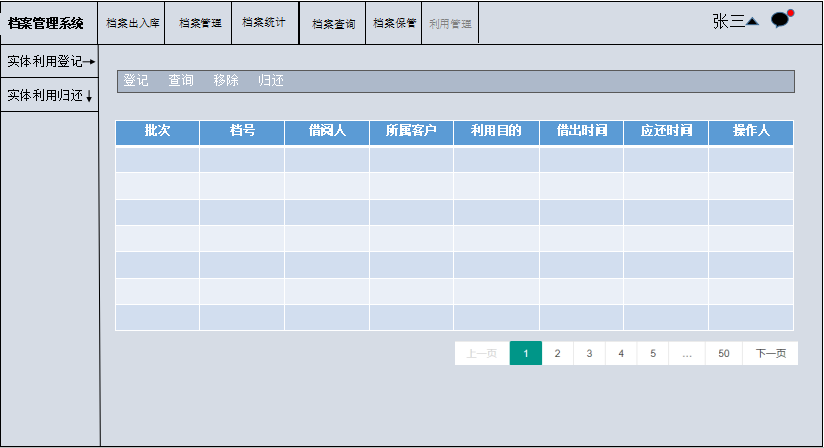 档案管理系统 档案出入库 档案管理 档案统计 档案查询 档案保管 利用管理 张三
实体利用登记
实体利用归还
登记 查询 移除 归还
批次 档号 借阅人 所属客户 利用目的 借出时间 应还时间 操作人
上一页 1 2 3 4 5 ... 50 下一页